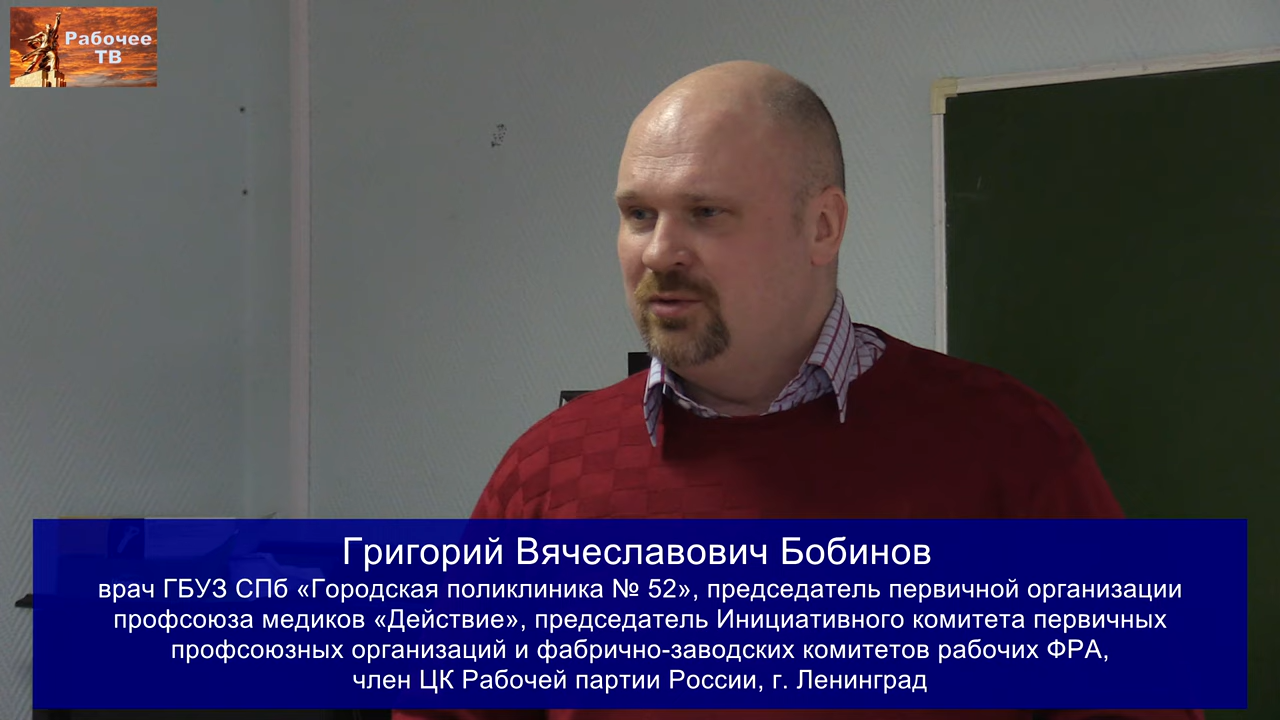 Рабочее
ТВ
Григорий Вячеславович Бобинов
врач ГБУЗ СПб «Городская поликлиника № 52», председатель первичной организации
профсоюза медиков «Действие», председатель Инициативного комитета первичных
профсоюзных организаций и фабрично-заводских комитетов рабочих ФРА,
член ЦК Рабочей партии России, г. Ленинград